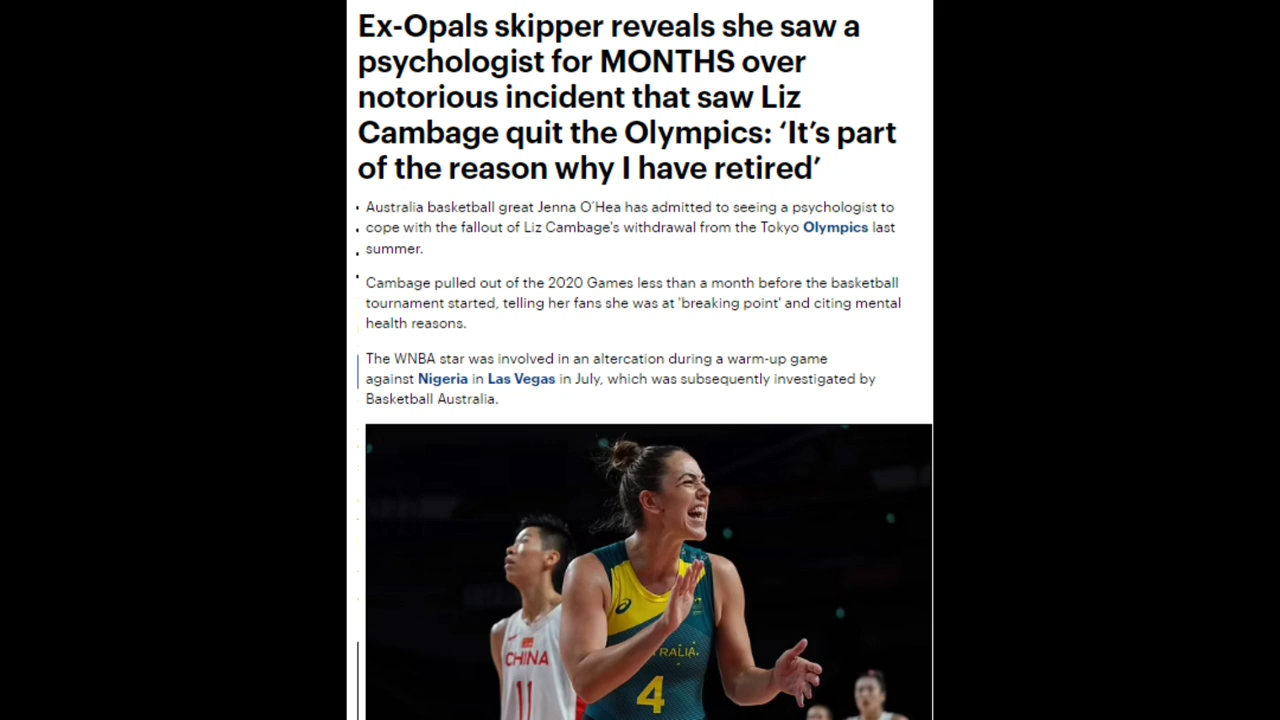 Ex-Opals skipper reveals she saw a
psychologist for MONTHS over
notorious incident that saw Liz
Cambage quit the Olympics: ‘It’s part
of the reason why I have retired’
Australia basketball great Jenna O’Hea has admitted to seeing a psychologist to
cope with the fallout of Liz Cambage's withdrawal from the Tokyo Olympics last
summer.
Cambage pulled out of the 2020 Games less than a month before the basketball
tournament started, telling her fans she was at 'breaking point' and citing mental
health reasons.
The WNBA star was involved in an altercation during a warm-up game
against Nigeria in Las Vegas in July, which was subsequently investigated by
Basketball Australia.
CHINA
11
TRALIA
4